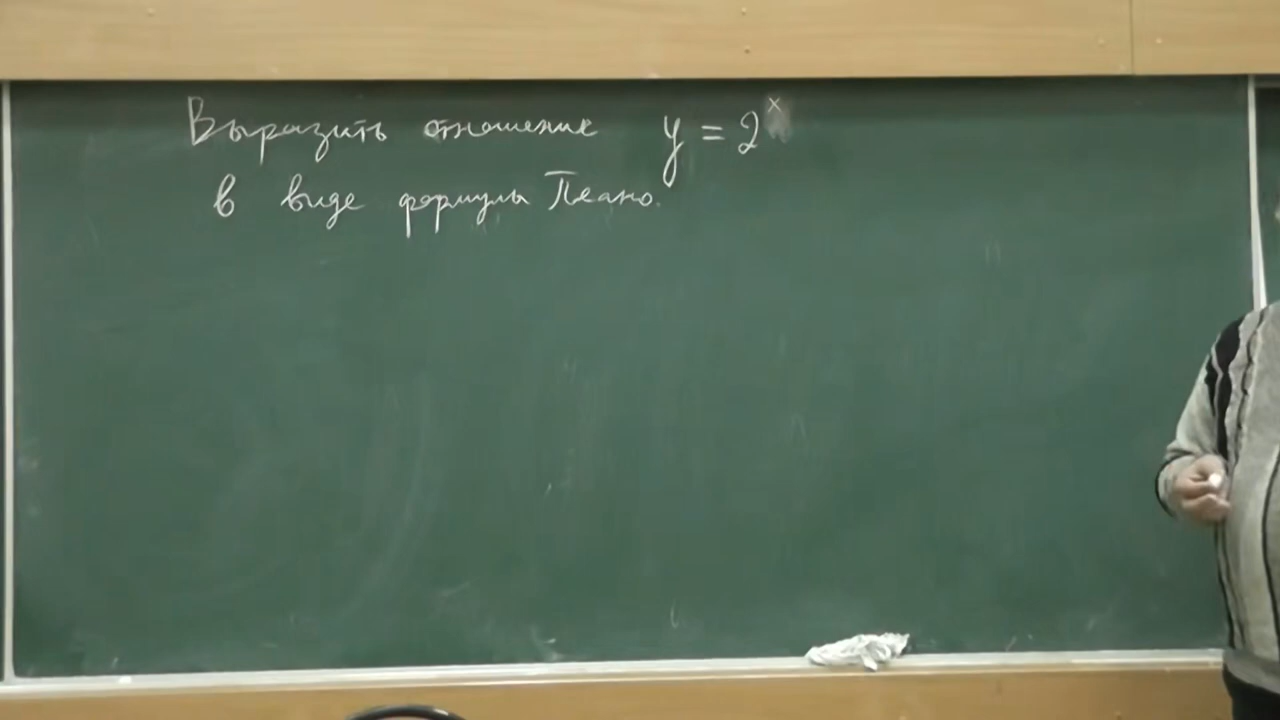 Выразить отношение y = 2^x
в виде формулы Пеано.